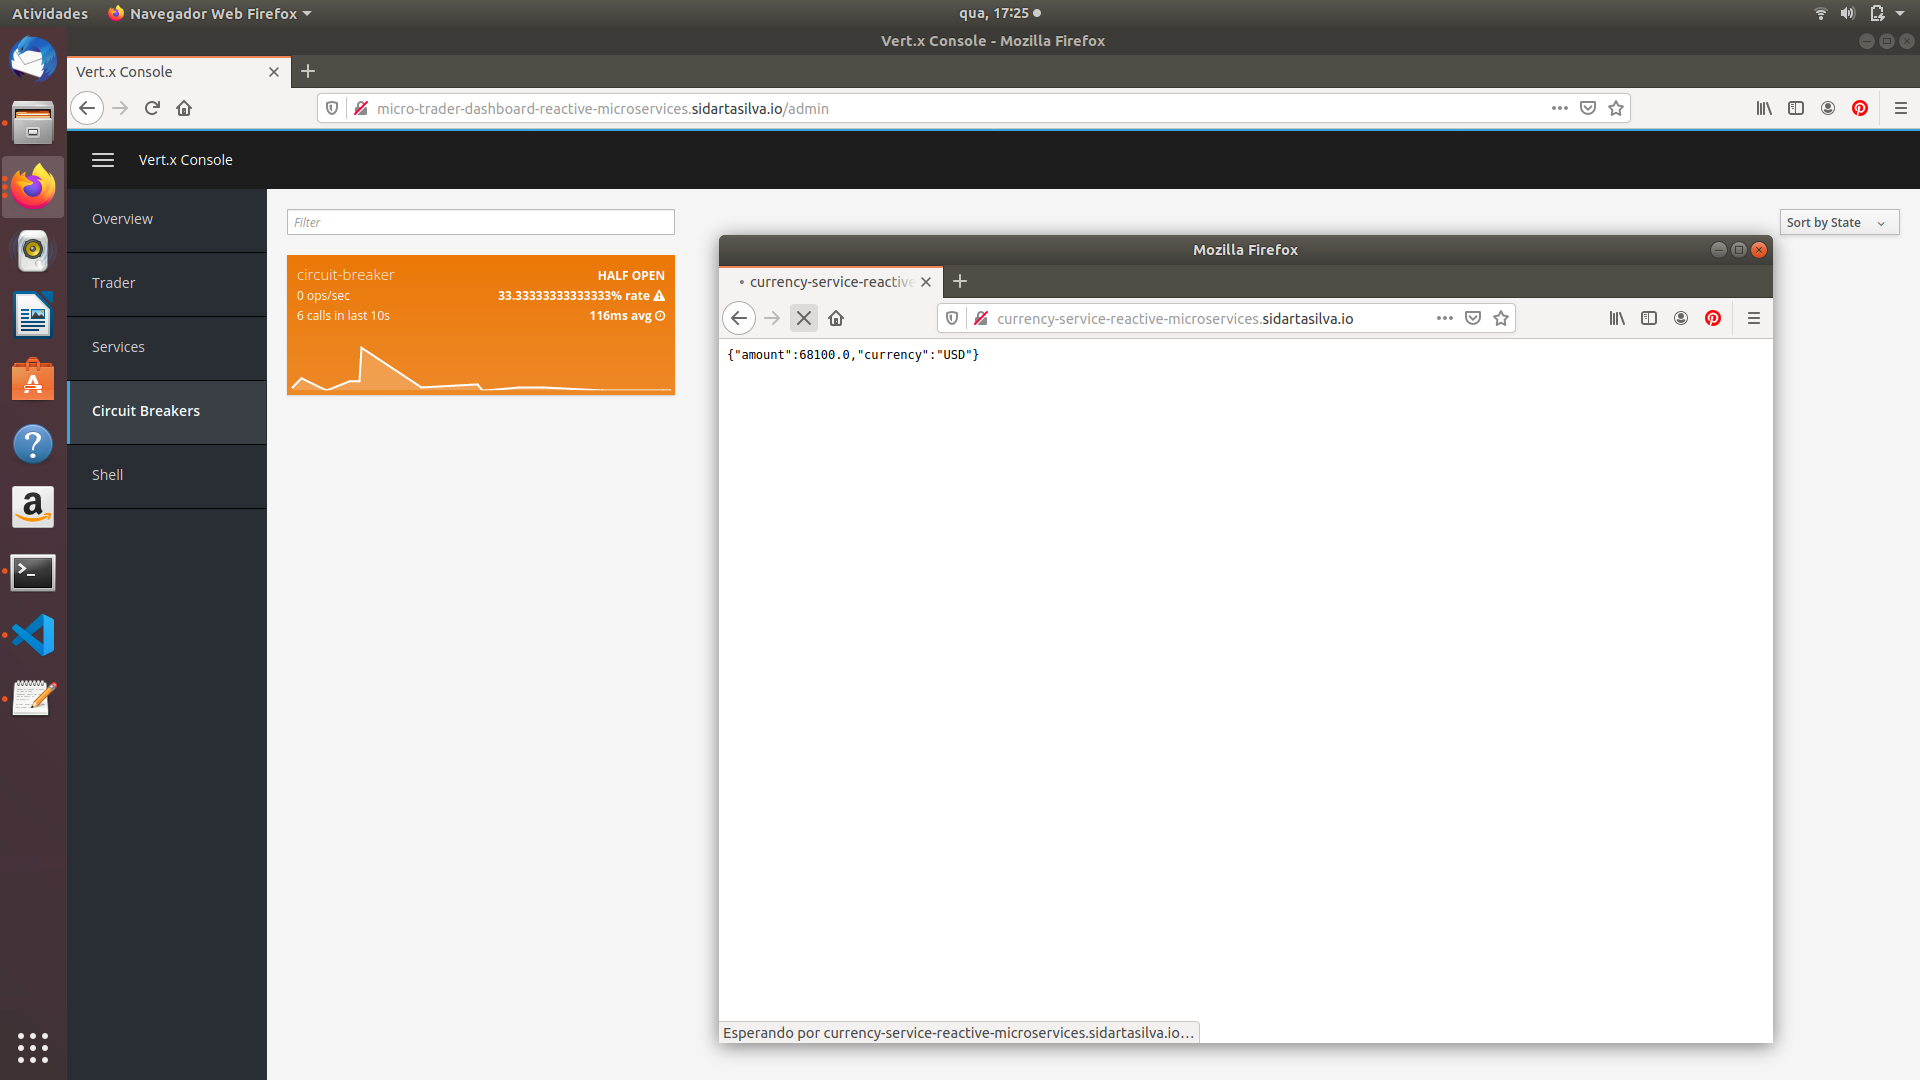 Atividades
Navegador Web Firefox
qua, 17:25
Vert.x Console - Mozilla Firefox
Vert.x Console
micro-trader-dashboard-reactive-microservices.sidartasilva.io/admin
Vert.x Console
Overview
Trader
Services
Circuit Breakers
Shell
Filter
Sort by State
circuit-breaker
HALF OPEN
0 ops/sec
33.33333333333333% rate
6 calls in last 10s
116ms avg
Mozilla Firefox
currency-service-reactive
currency-service-reactive-microservices.sidartasilva.io
{"amount":68100.0,"currency":"USD"}
Esperando por currency-service-reactive-microservices.sidartasilva.io…